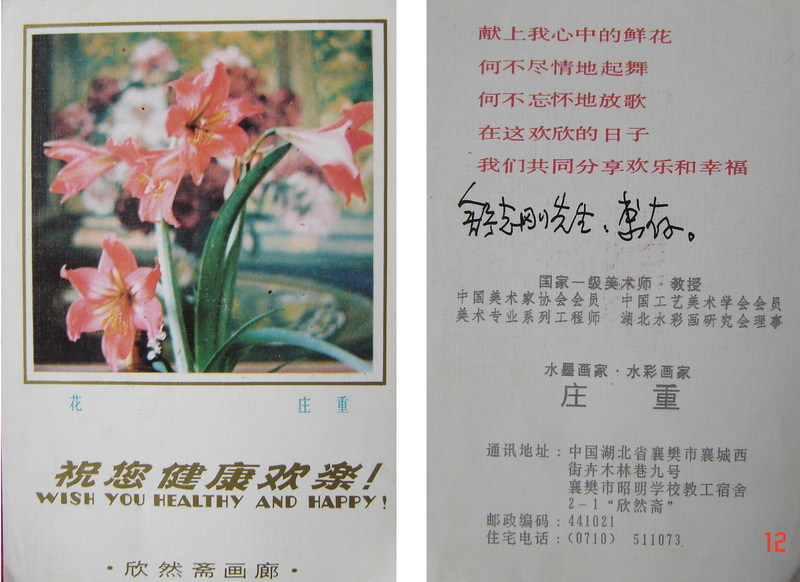 花 庄重
祝您健康欢乐！
WISH YOU HEALTHY AND HAPPY!
·欣然斋画廊·
献上我心中的鲜花
何不尽情地起舞
何不忘怀地放歌
在这欢欣的日子
我们共同分享欢乐和幸福
志刚先生、惠存。
国家一级美术师·教授
中国美术家协会会员 中国工艺美术学会会员
美术专业系列工程师 湖北水彩画研究会理事
水墨画家·水彩画家
庄重
通讯地址：中国湖北省襄樊市襄城西
街卉木林巷九号
襄樊市昭明学校教工宿舍
2-1“欣然斋”
邮政编码：441021
住宅电话：(0710) 511073
12